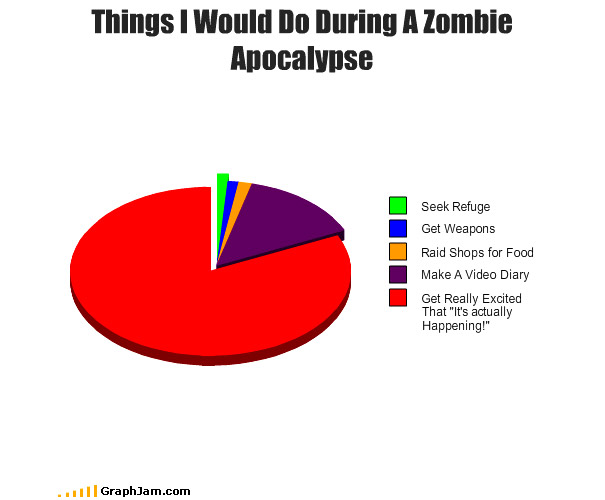 Things I Would Do During A Zombie
Apocalypse
Seek Refuge
Get Weapons
Raid Shops for Food
Make A Video Diary
Get Really Excited
That "It's actually
Happening!"
GraphJam.com